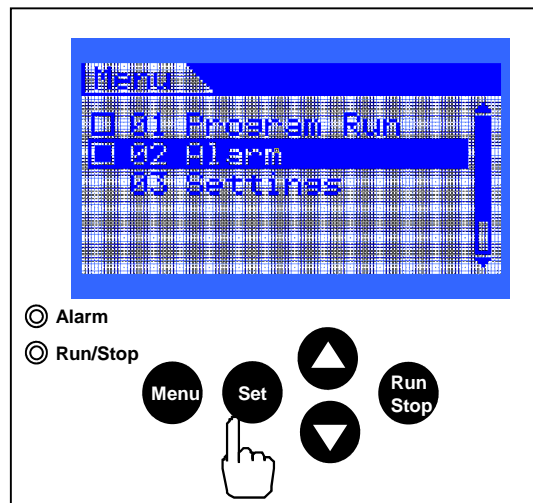 Menu
01 Program Run
02 Alarm
03 Settings
Alarm
Run/Stop
Menu
Set
Run
Stop